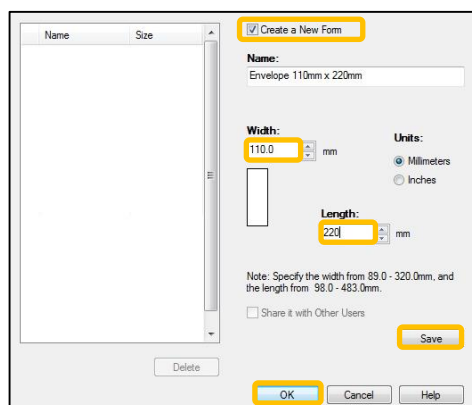 Name Size
Create a New Form
Name:
Envelope 110mm x 220mm
Width:
110.0 mm
Units:
Millimeters
Inches
Length:
220 mm
Note: Specify the width from 89.0 - 320.0mm, and
the length from 98.0 - 483.0mm.
Share it with Other Users
Save
Delete
OK Cancel Help